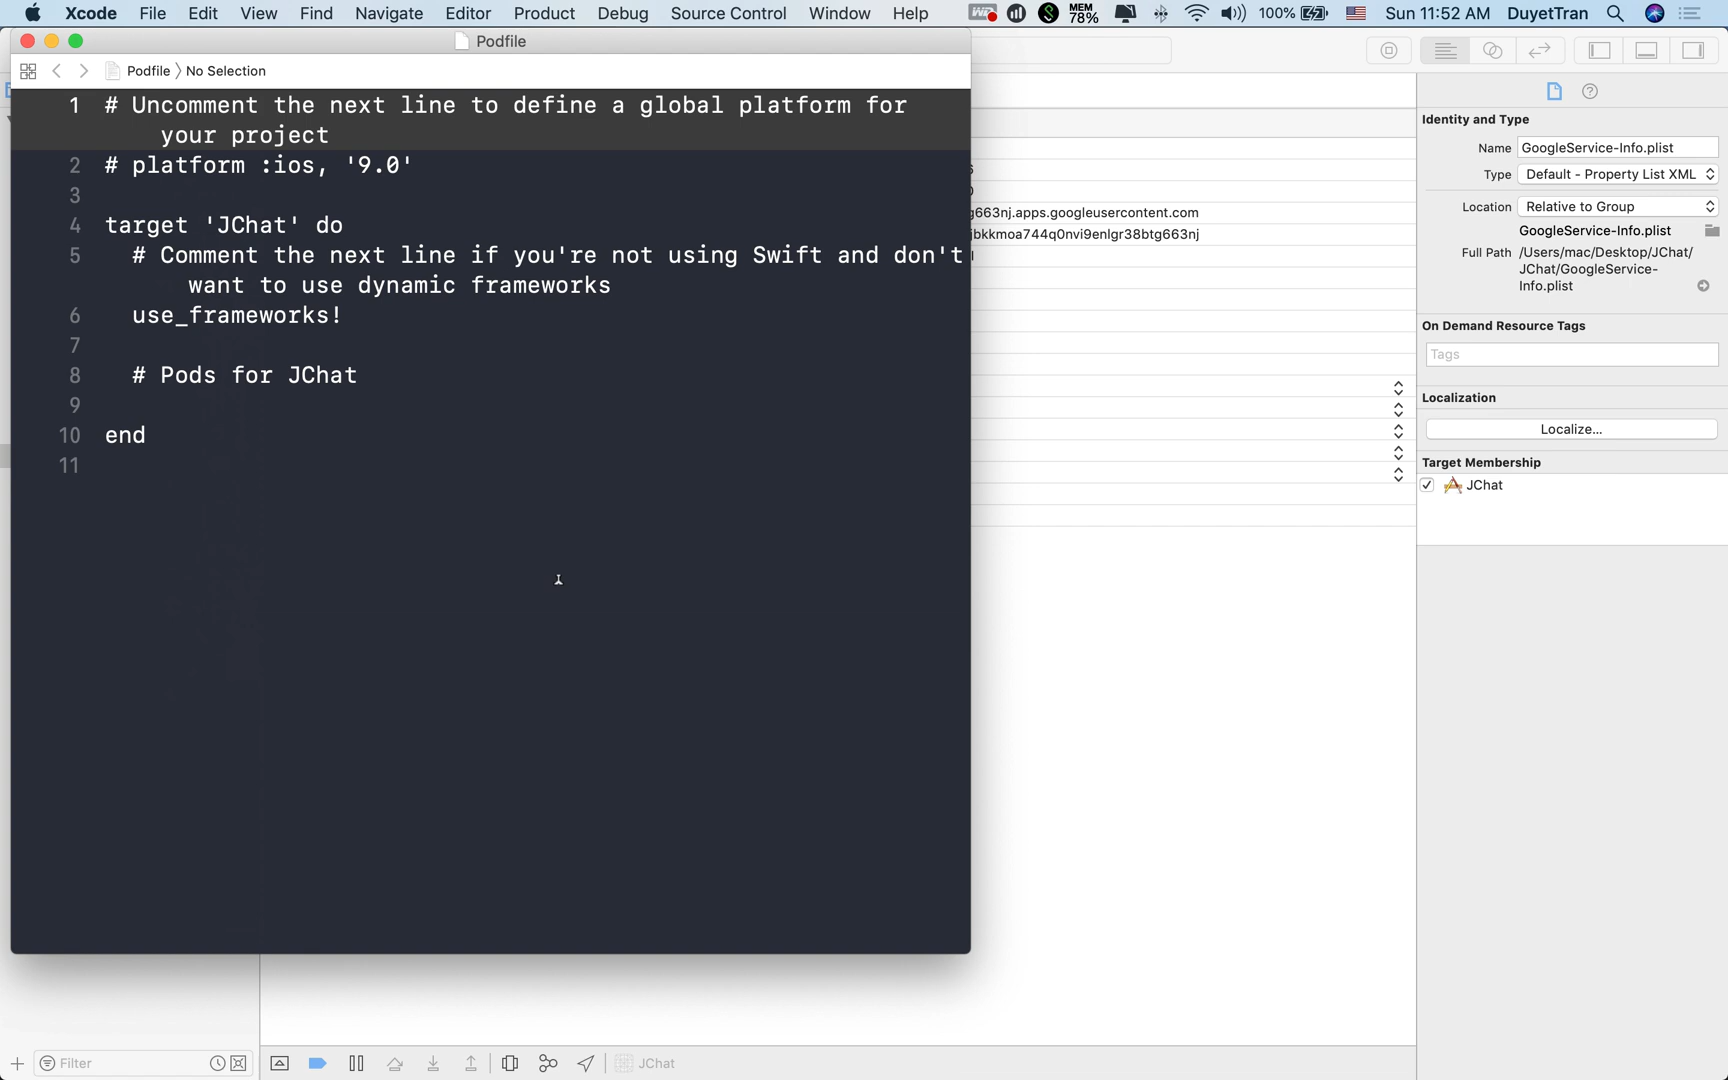 Xcode File Edit View Find Navigate Editor Product Debug Source Control Window Help MEM 78% 100% Sun 11:52 AM DuyetTran
Podfile
Podfile No Selection
1 # Uncomment the next line to define a global platform for
your project
2 # platform :ios, '9.0'
3
4 target 'JChat' do
5 # Comment the next line if you're not using Swift and don't
want to use dynamic frameworks
6 use_frameworks!
7
8 # Pods for JChat
9
10 end
11
g663nj.apps.googleusercontent.com
jbkkmoa744q0nvi9enlgr38btg663nj
Identity and Type
Name GoogleService-Info.plist
Type Default - Property List XML
Location Relative to Group
GoogleService-Info.plist
Full Path /Users/mac/Desktop/JChat/
JChat/GoogleService-
Info.plist
On Demand Resource Tags
Tags
Localization
Localize...
Target Membership
JChat
Filter
JChat